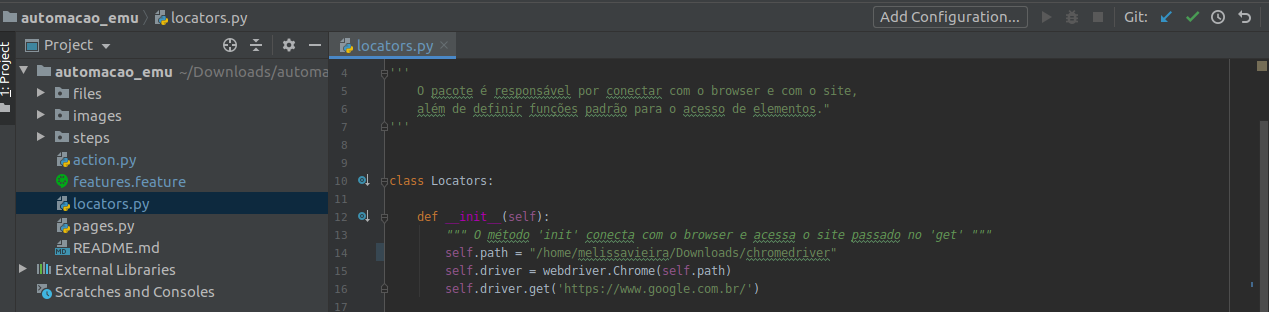 automacao_emu locators.py Add Configuration... Git:
1: Project
Project
locators.py
automacao_emu ~/Downloads/automa
files
images
steps
action.py
features.feature
locators.py
pages.py
README.md
External Libraries
Scratches and Consoles
4 '''
5 O pacote é responsável por conectar com o browser e com o site,
6 além de definir funções padrão para o acesso de elementos."
7 '''
8
9
10 class Locators:
11
12 def __init__(self):
13 """ O método 'init' conecta com o browser e acessa o site passado no 'get' """
14 self.path = "/home/melissavieira/Downloads/chromedriver"
15 self.driver = webdriver.Chrome(self.path)
16 self.driver.get('https://www.google.com.br/')
17